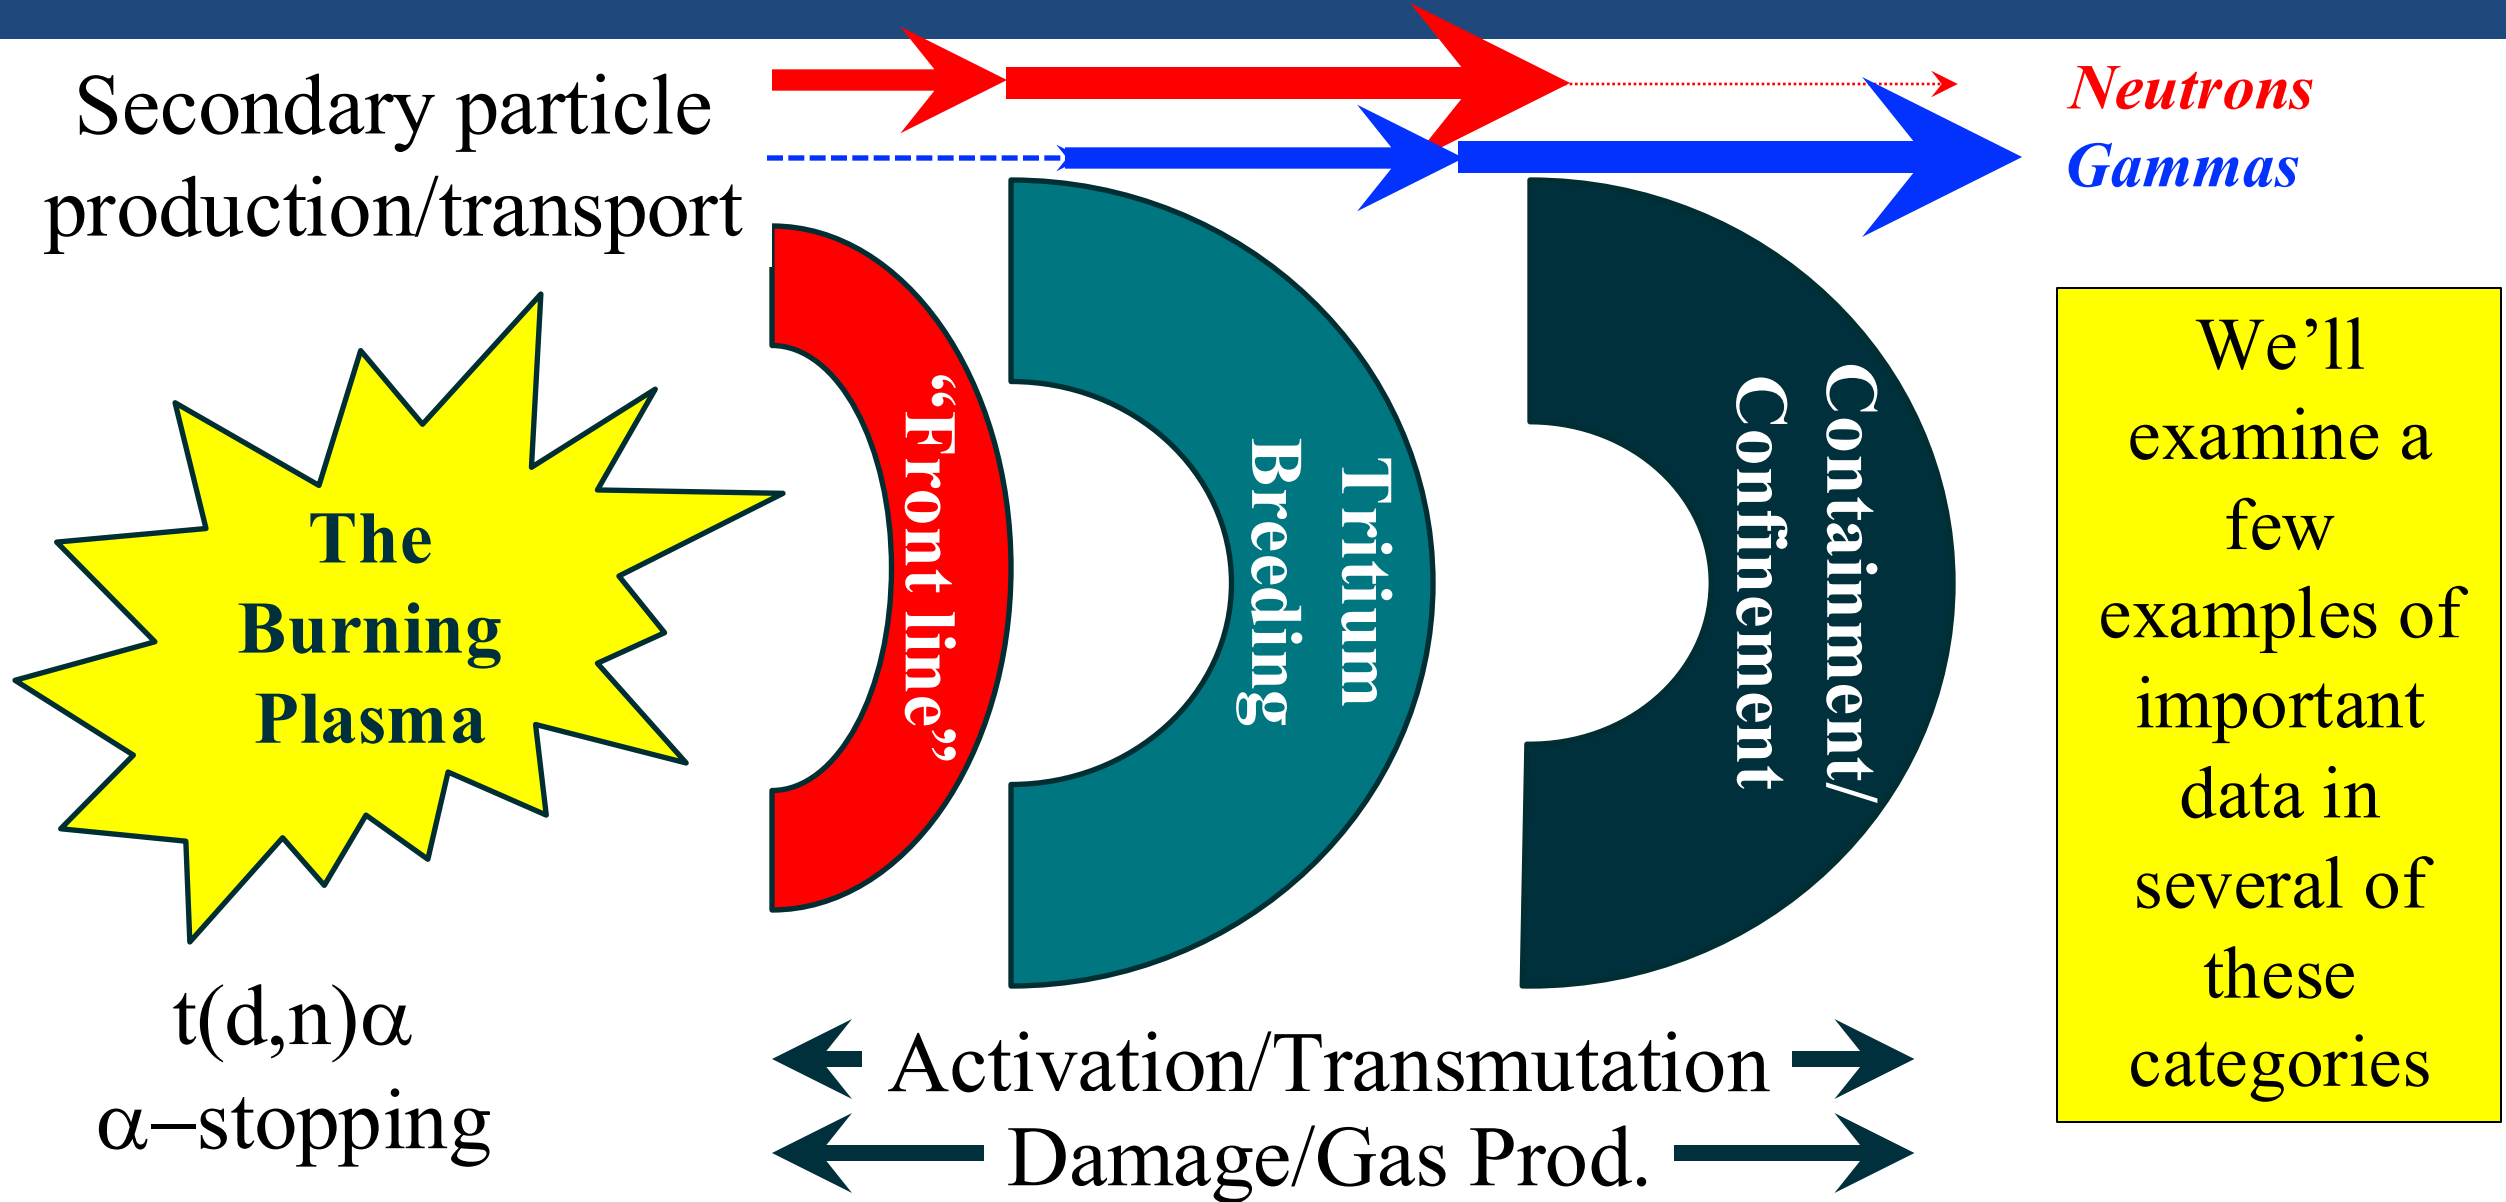 Secondary particle
production/transport
Neutrons
Gammas
The
Burning
Plasma
“Front line”
Tritium
Breeding
Containment/
Confinement
We’ll
examine a
few
examples of
important
data in
several of
these
categories
t(d,n)α
α–stopping
Activation/Transmutation
Damage/Gas Prod.